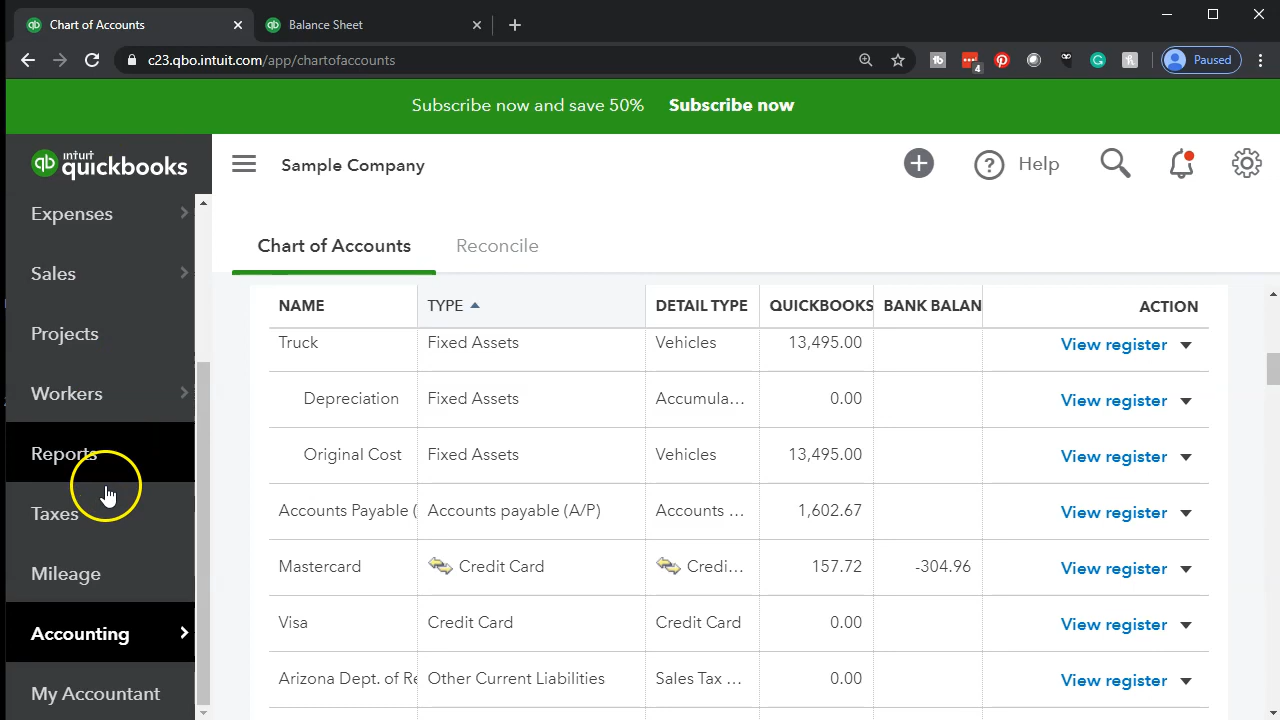 Chart of Accounts
Balance Sheet
c23.qbo.intuit.com/app/chartofaccounts
4
Paused
Subscribe now and save 50% Subscribe now
intuit
quickbooks
Sample Company
Help
Expenses
Sales
Projects
Workers
Reports
Taxes
Mileage
Accounting
My Accountant
Chart of Accounts Reconcile
NAME TYPE DETAIL TYPE QUICKBOOKS BANK BALAN ACTION
Truck Fixed Assets Vehicles 13,495.00 View register
Depreciation Fixed Assets Accumula... 0.00 View register
Original Cost Fixed Assets Vehicles 13,495.00 View register
Accounts Payable ( Accounts payable (A/P) Accounts ... 1,602.67 View register
Mastercard Credit Card Credi... 157.72 -304.96 View register
Visa Credit Card Credit Card 0.00 View register
Arizona Dept. of Re Other Current Liabilities Sales Tax ... 0.00 View register